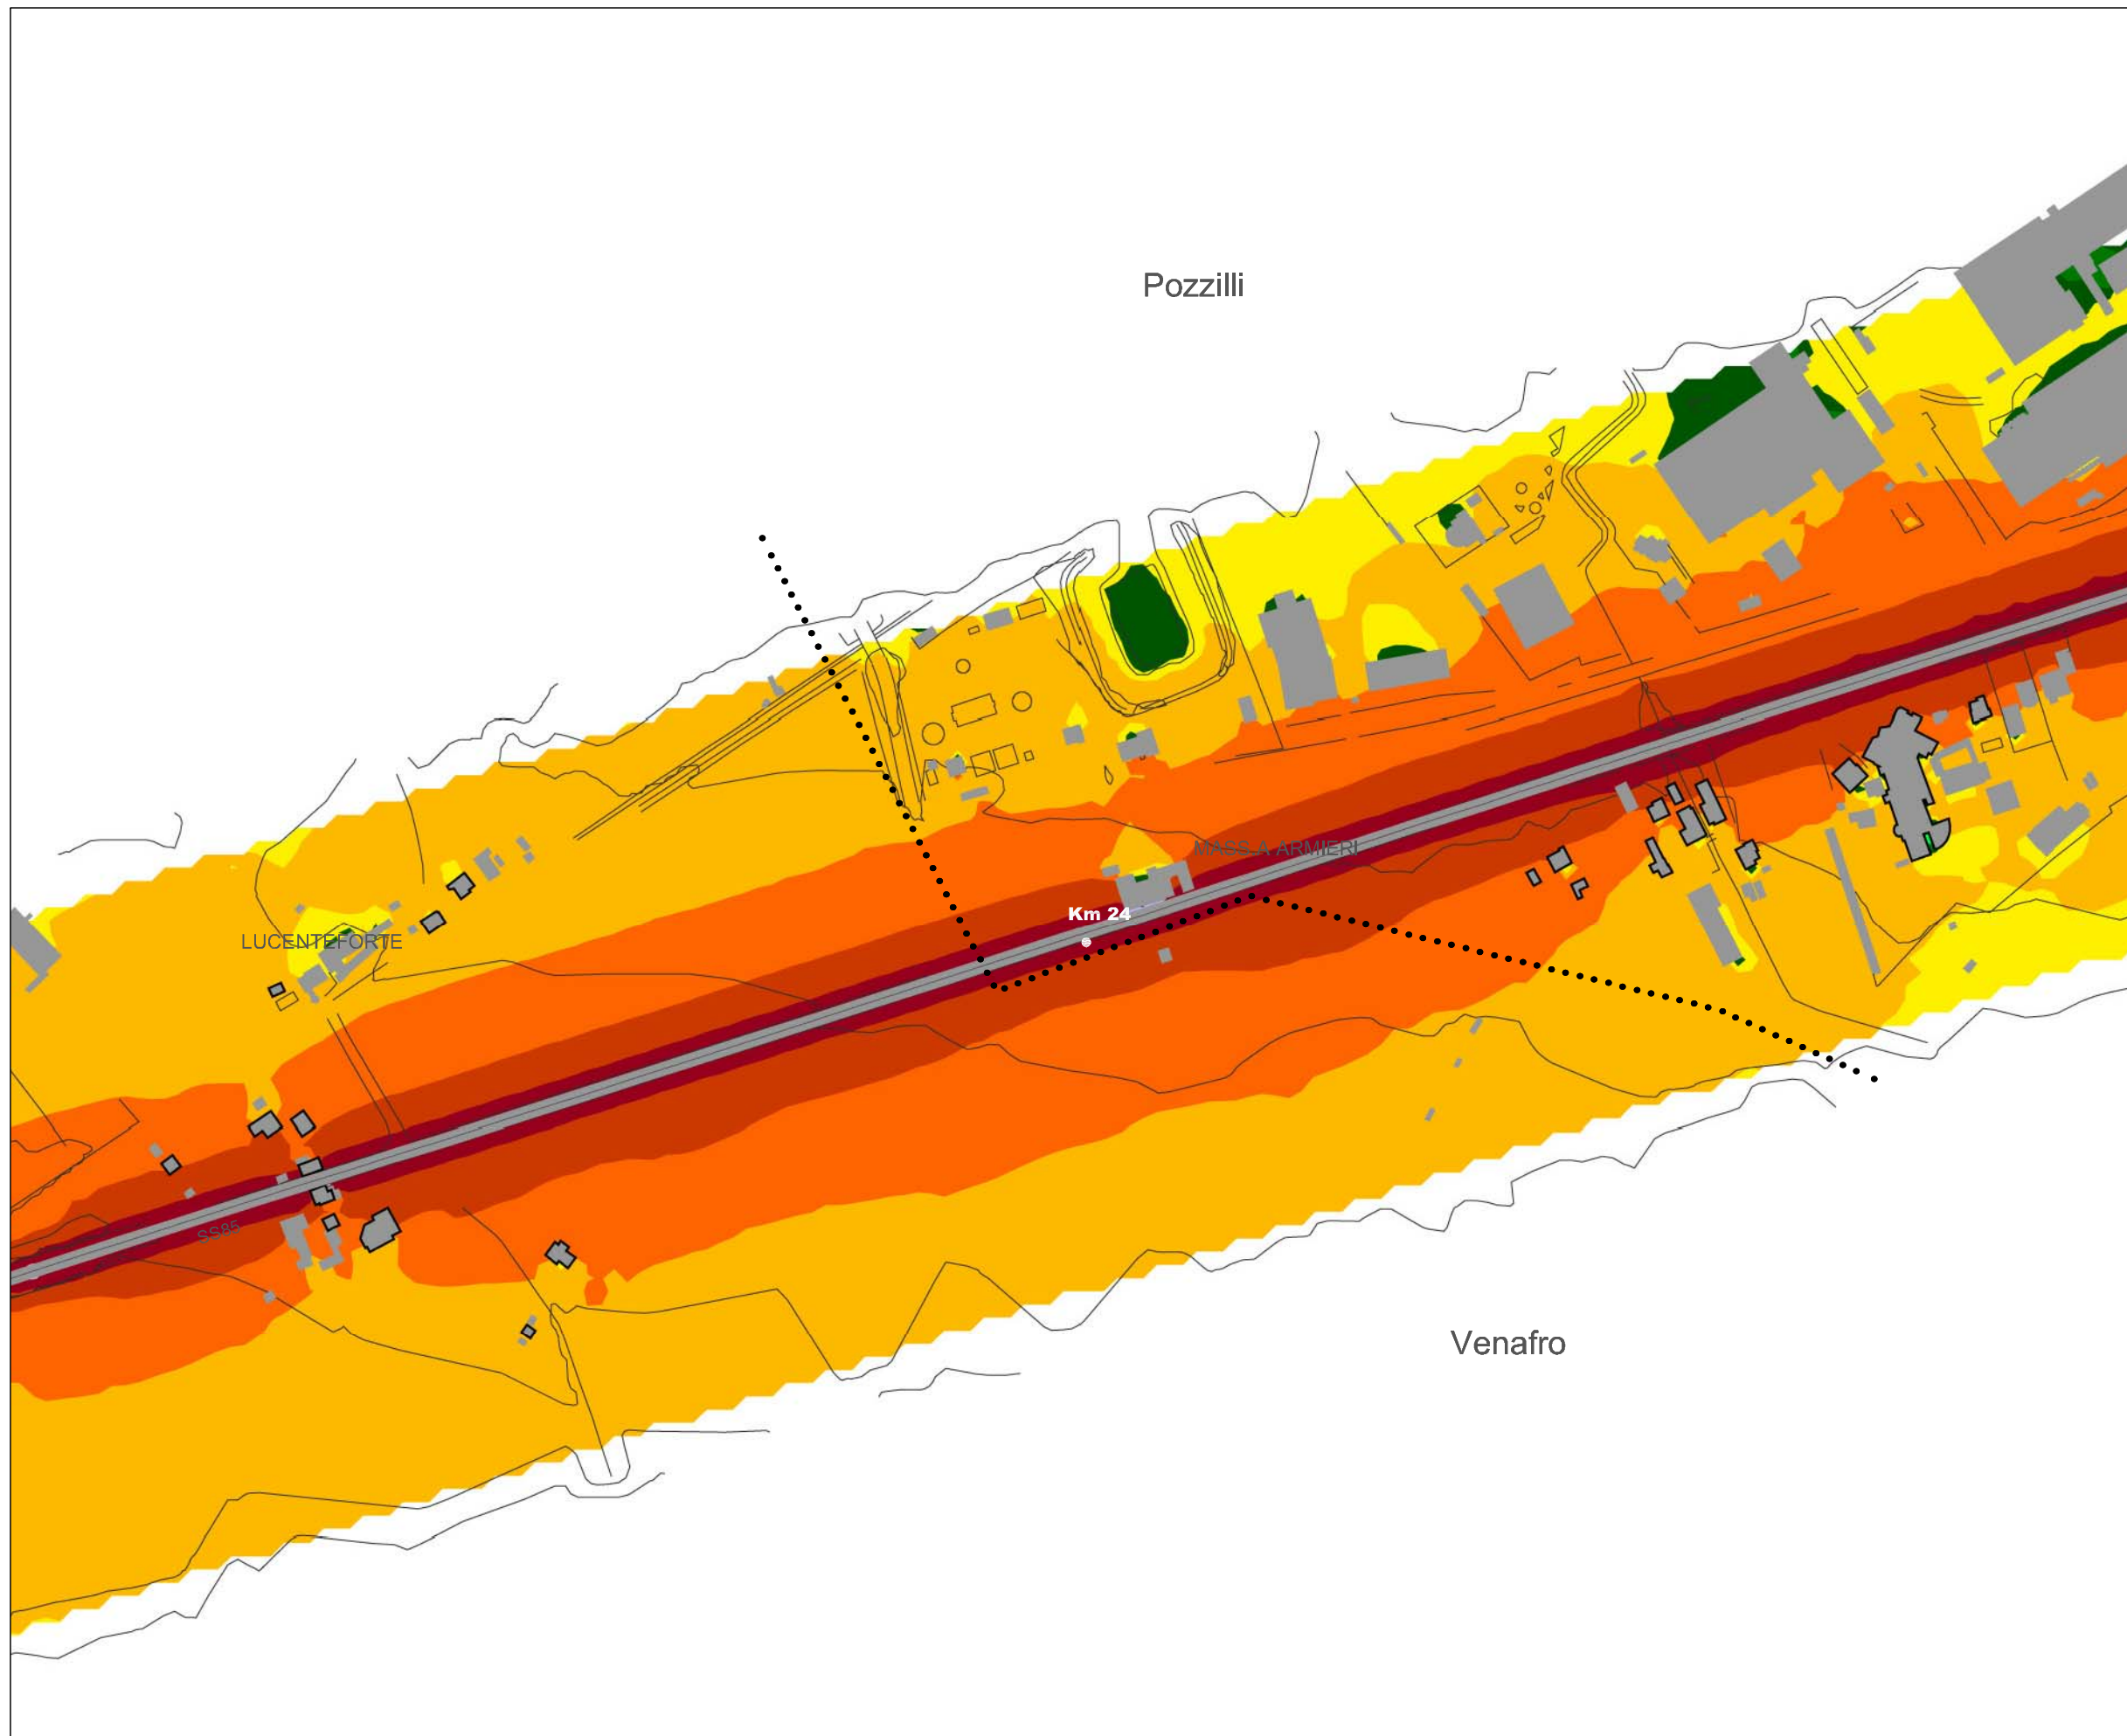 Pozzilli
MASS.A ARMIERI
Km 24
LUCENTEFORTE
SS85
Venafro